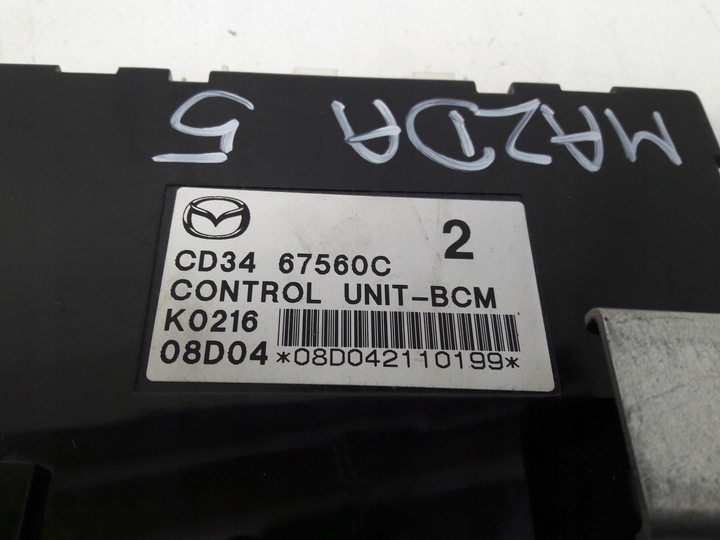 MAZDA
5
2
CD34 67560C
CONTROL UNIT-BCM
K0216
08D04 *08D042110199*